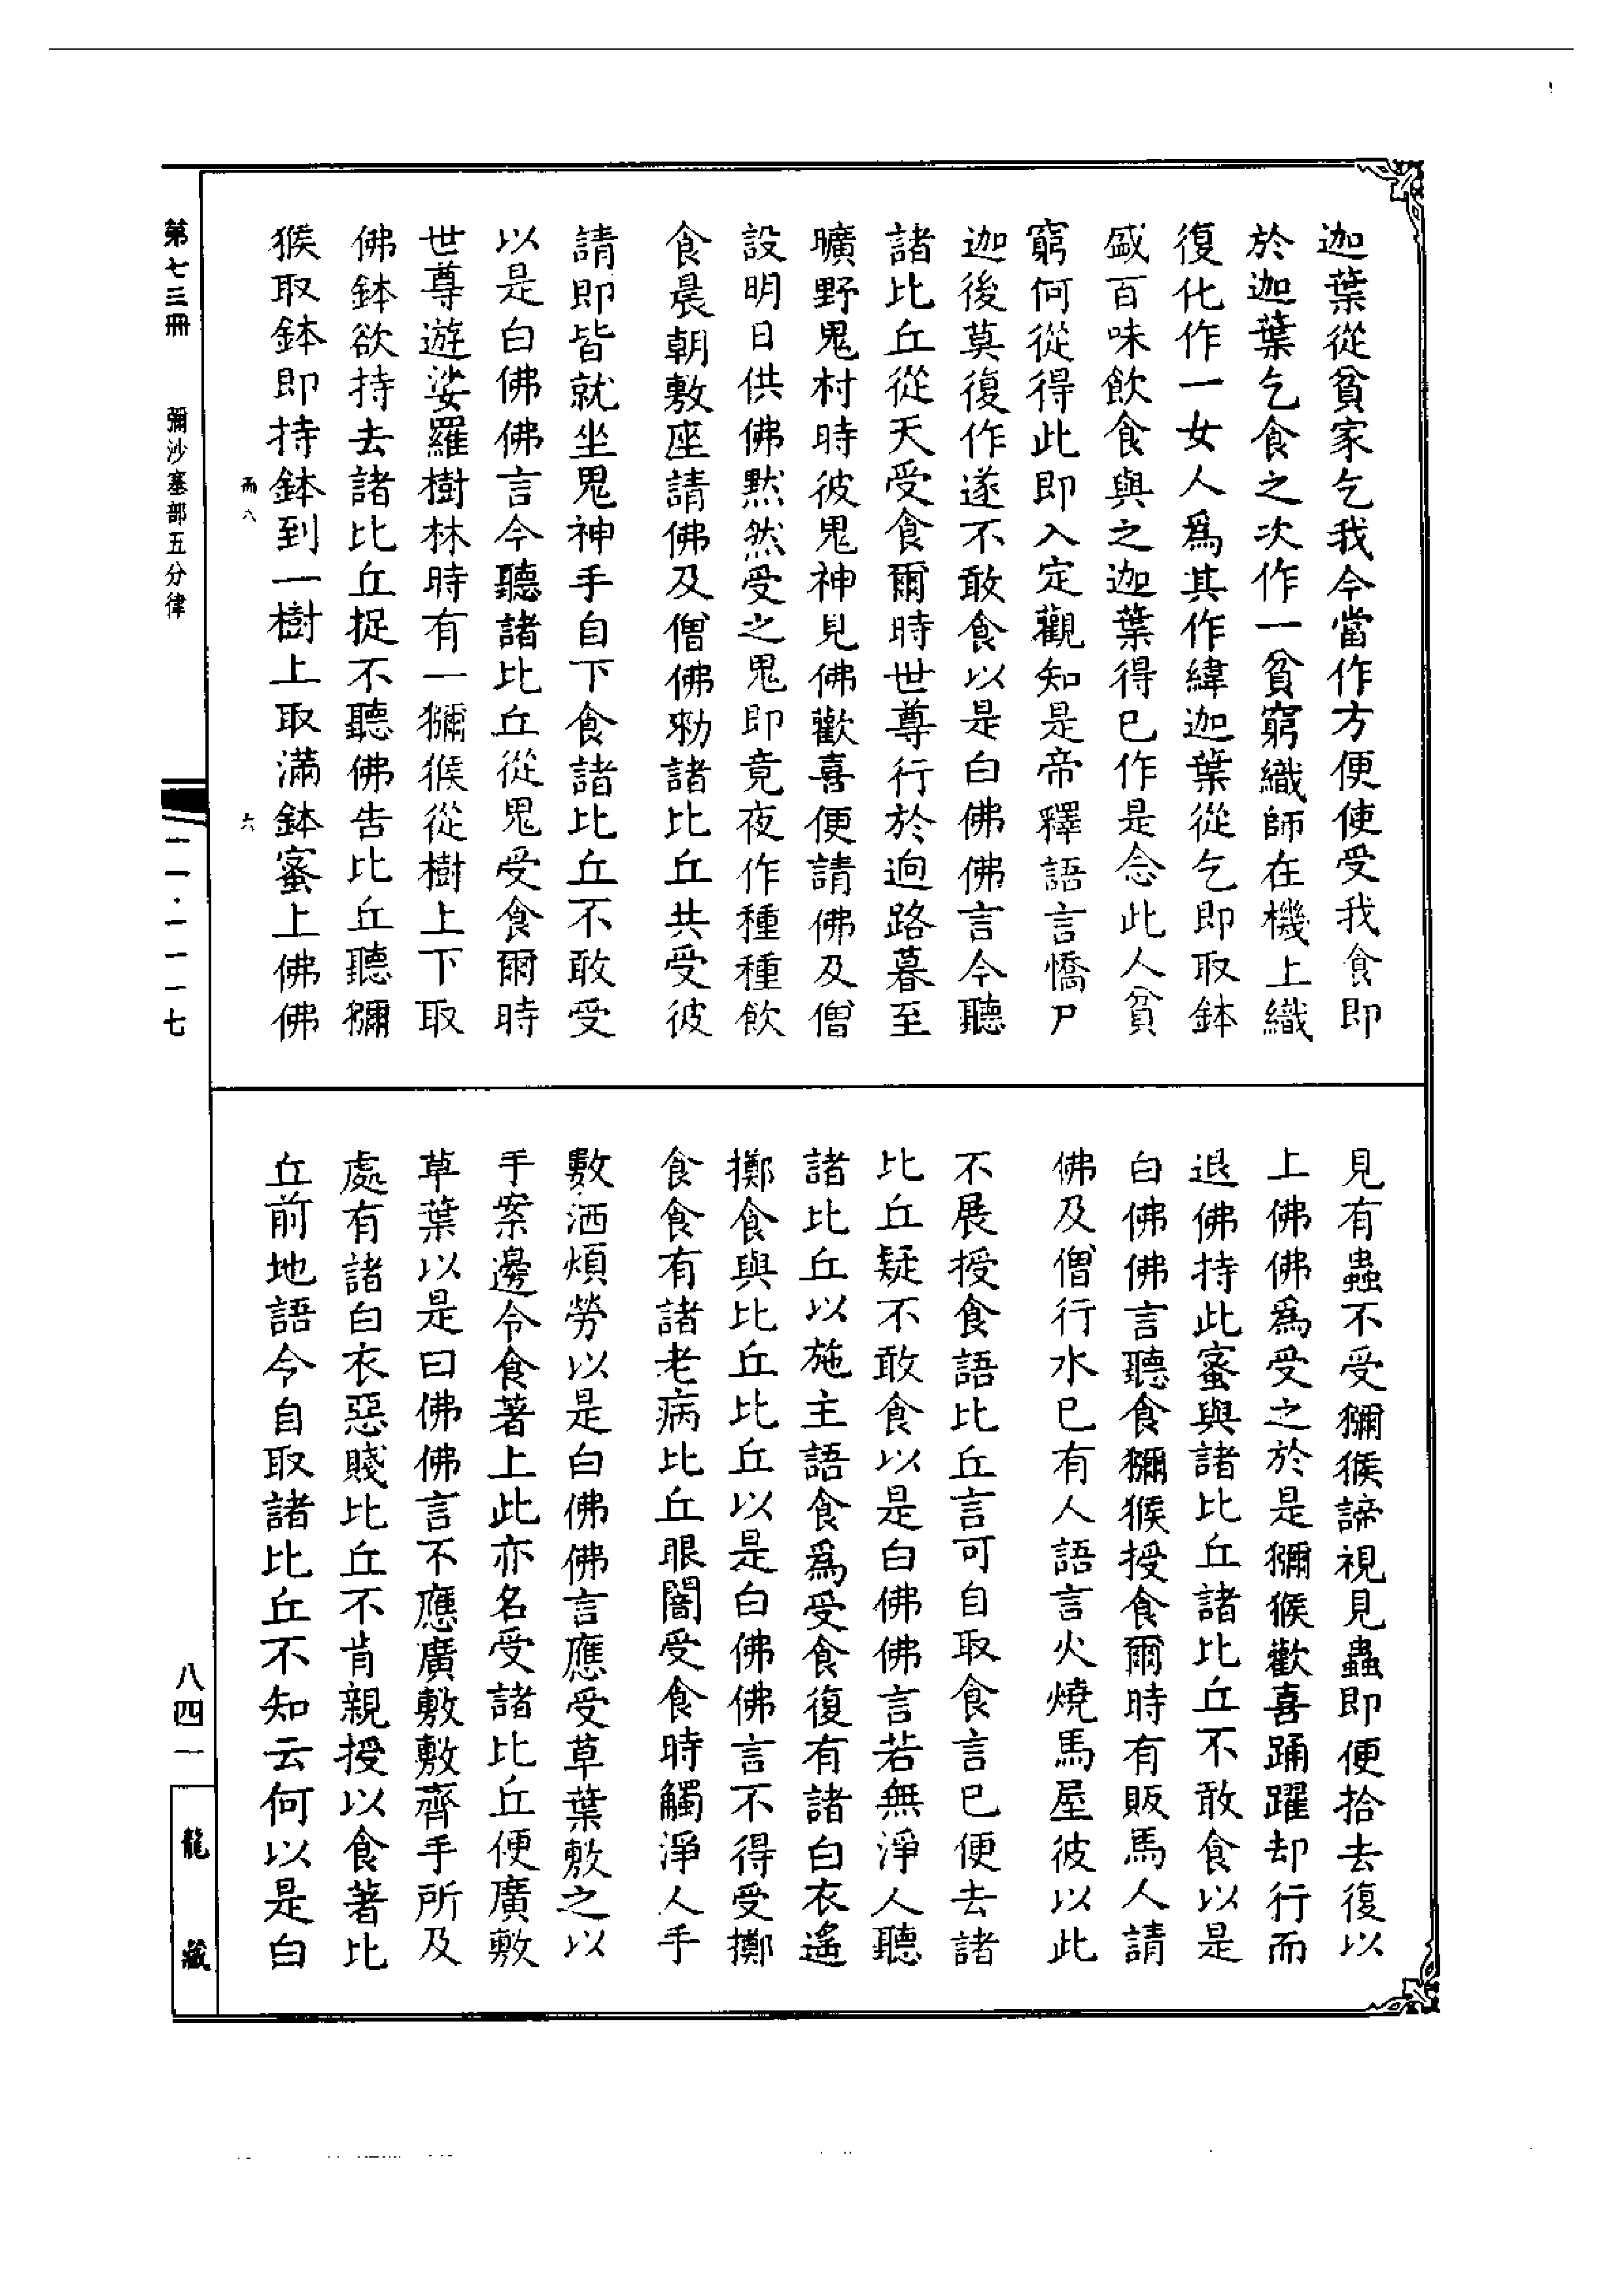 迦葉從貧家乞我今當作方便使受我食即
於迦葉乞食之次作一貧窮織師在機上織
復化作一女人爲其作緯迦葉從乞即取鉢
盛百味飲食與之迦葉得已作是念此人貧
窮何從得此即入定觀知是帝釋語言憍尸
迦後莫復作遂不敢食以是白佛佛言今聽
諸比丘從天受食爾時世尊行於逈路暮至
曠野鬼村時彼鬼神見佛歡喜便請佛及僧
設明日供佛默然受之鬼即竟夜作種種飲
食晨朝敷座請佛及僧佛勑諸比丘共受彼
請即皆就坐鬼神手自下食諸比丘不敢受
以是白佛佛言今聽諸比丘從鬼受食爾時
世尊遊娑羅樹林時有一獼猴從樹上下取
佛鉢欲持去諸比丘捉不聽佛告比丘聽獼
猴取鉢即持鉢到一樹上取滿鉢蜜上佛佛
見有蟲不受獼猴諦視見蟲即便拾去復以
上佛佛爲受之於是獼猴歡喜踊躍却行而
退佛持此蜜與諸比丘諸比丘不敢食以是
白佛佛言聽食獼猴授食爾時有販馬人請
佛及僧行水已有人語言火燒馬屋彼以此
不展授食語比丘言可自取食言已便去諸
比丘疑不敢食以是白佛佛言若無淨人聽
諸比丘以施主語食爲受食復有諸白衣遙
擲食與比丘比丘以是白佛佛言不得受擲
食食有諸老病比丘眼闇受食時觸淨人手
數數洒煩勞以是白佛佛言應受草葉敷之以
手案邊令食著上此亦名受諸比丘便廣敷
草葉以是曰佛佛言不應廣敷敷齊手所及
處有諸白衣惡賤比丘不肯親授以食著比
丘前地語令自取諸比丘不知云何以是白
第七三冊
彌沙塞部五分律
而八
六
一一一·一一一七
八四一
龍藏